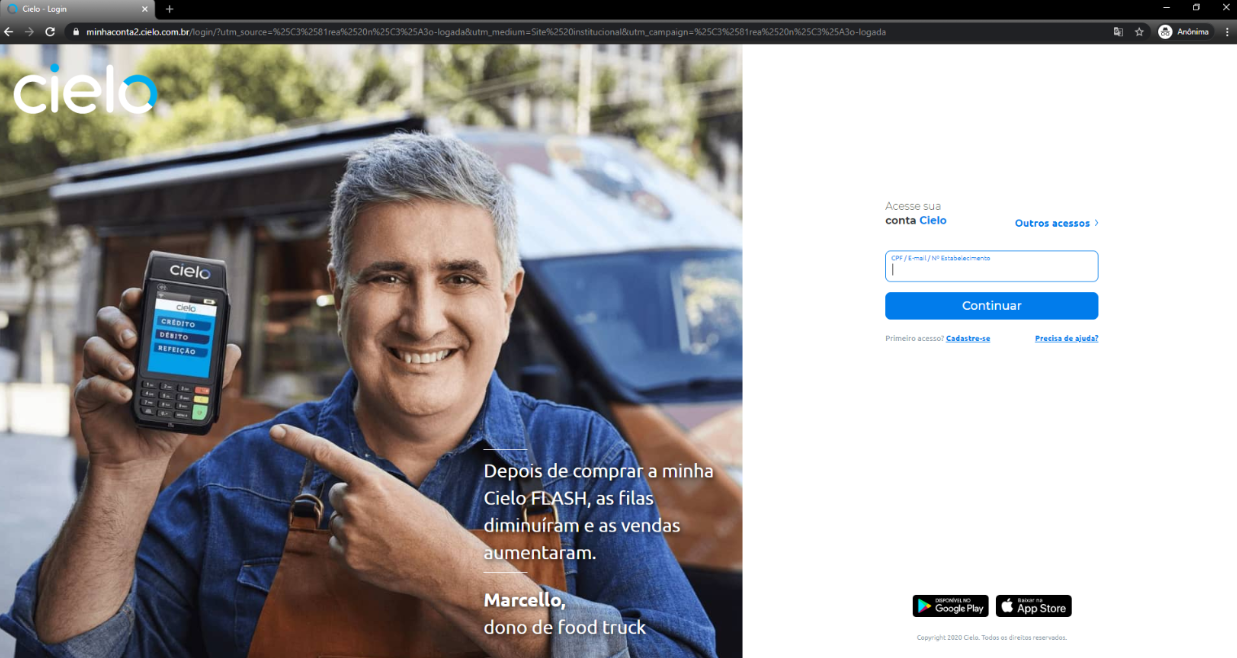 Cielo - Login
minhaconta2.cielo.com.br/login/?utm_source=%25C3%2581rea%2520n%25C3%25A3o-logada&utm_medium=Site%2520institucional&utm_campaign=%25C3%2581rea%2520n%25C3%25A3o-logada
Anônima
cielo
cielo
cielo
CRÉDITO
DÉBITO
REFEIÇÃO
Depois de comprar a minha
Cielo FLASH, as filas
diminuíram e as vendas
aumentaram.
Marcello,
dono de food truck
Acesse sua
conta Cielo
Outros acessos >
CPF / E-mail / Nº Estabelecimento
Continuar
Primeiro acesso? Cadastre-se
Precisa de ajuda?
DISPONÍVEL NO
Google Play
Baixar na
App Store
Copyright 2020 Cielo. Todos os direitos reservados.